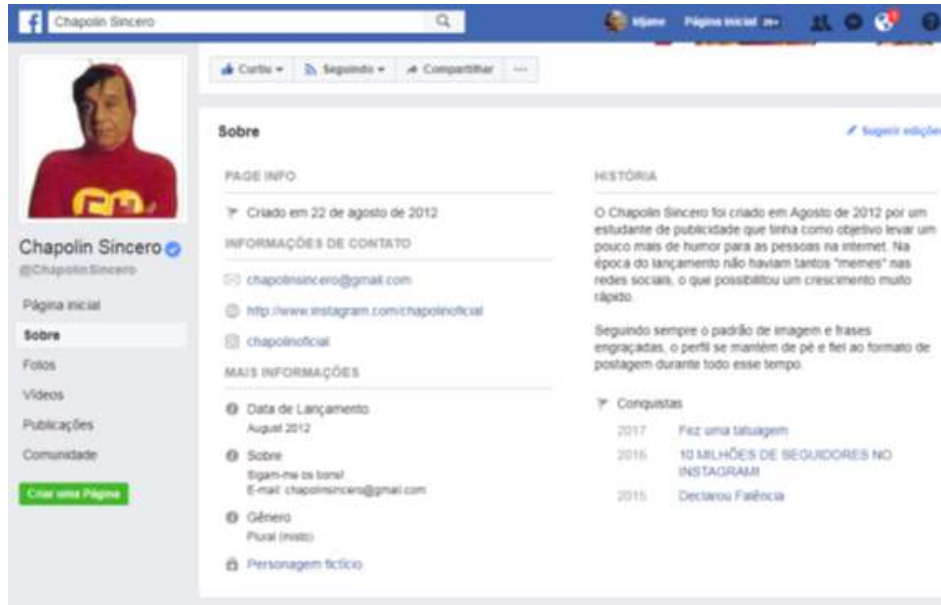 Chapolin Sincero
Página inicial 20+
Curtiu
Seguindo
Compartilhar
Chapolin Sincero
@ChapolinSincero
Página inicial
Sobre
Fotos
Vídeos
Publicações
Comunidade
Criar uma Página
Sobre
Sugerir edições
PAGE INFO
Criado em 22 de agosto de 2012
INFORMAÇÕES DE CONTATO
chapolinsincero@gmail.com
http://www.instagram.com/chapolinoficial
chapolinoficial
MAIS INFORMAÇÕES
Data de Lançamento
August 2012
Sobre
Sigam-me os bons!
E-mail: chapolinsincero@gmail.com
Gênero
Plural (misto)
Personagem fictício
HISTÓRIA
O Chapolin Sincero foi criado em Agosto de 2012 por um
estudante de publicidade que tinha como objetivo levar um
pouco mais de humor para as pessoas na internet. Na
época do lançamento não haviam tantos "memes" nas
redes sociais, o que possibilitou um crescimento muito
rápido.
Seguindo sempre o padrão de imagem e frases
engraçadas, o perfil se mantém de pé e fiel ao formato de
postagem durante todo esse tempo.
Conquistas
2017 Fez uma tatuagem
2016 10 MILHÕES DE SEGUIDORES NO
INSTAGRAM!
2015 Declarou Falência